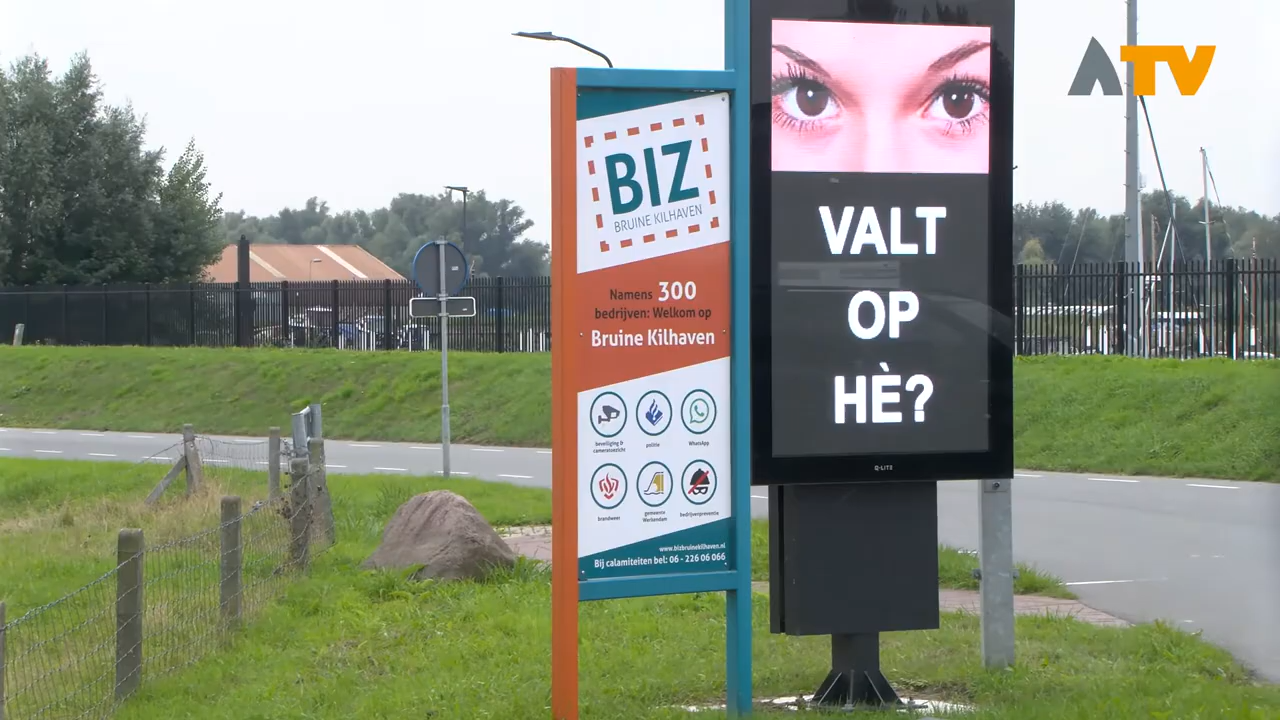 ATV
BIZ
BRUINE KILHAVEN
Namens 300
bedrijven: Welkom op
Bruine Kilhaven
beveiliging &
cameratoezicht
politie
WhatsApp
brandweer
gemeente
Werkendam
bedrijvenpreventie
www.bizbruinekilhaven.nl
Bij calamiteiten bel: 06 - 226 06 066
VALT
OP
HÈ?
Q-LITE